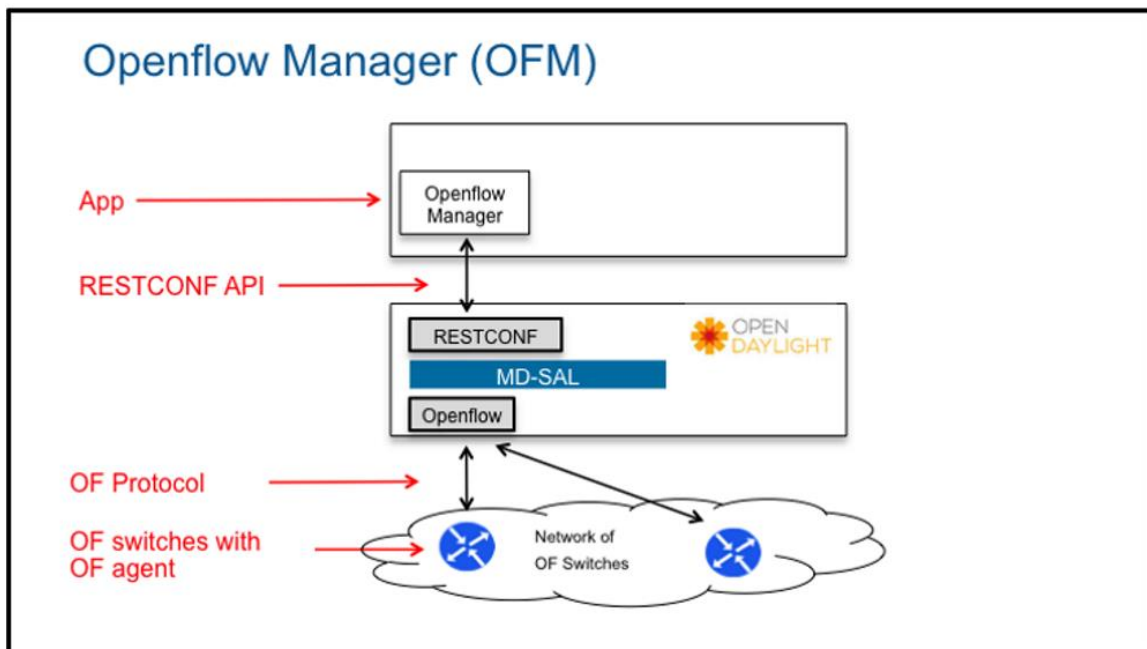 Openflow Manager (OFM)
App
Openflow
Manager
RESTCONF API
RESTCONF
OPEN
DAYLIGHT
MD-SAL
Openflow
OF Protocol
OF switches with
OF agent
Network of
OF Switches